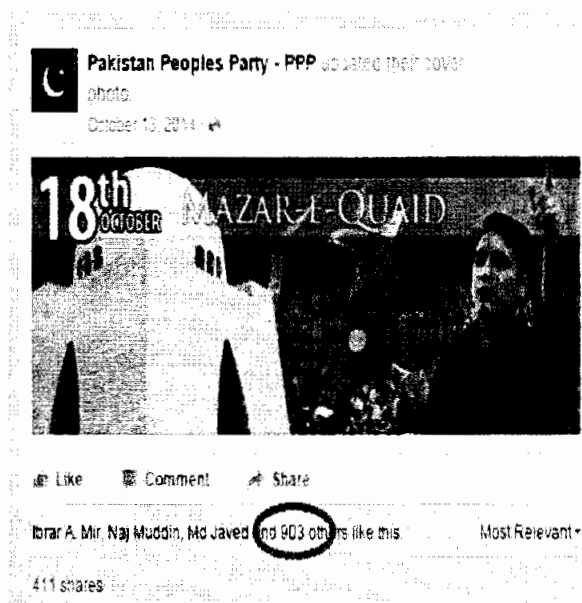 Pakistan Peoples Party - PPP updated their cover
photo.
October 13, 2014
18th
OCTOBER
MAZAR-E-QUAID
Like Comment Share
Ibrar A. Mir, Naj Muddin, Md Javed and 903 others like this.
Most Relevant
411 shares